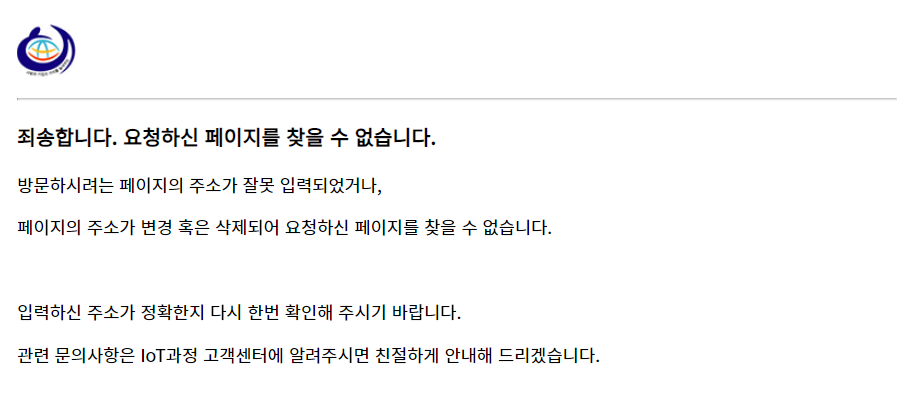 죄송합니다. 요청하신 페이지를 찾을 수 없습니다.
방문하시려는 페이지의 주소가 잘못 입력되었거나,
페이지의 주소가 변경 혹은 삭제되어 요청하신 페이지를 찾을 수 없습니다.
입력하신 주소가 정확한지 다시 한번 확인해 주시기 바랍니다.
관련 문의사항은 IoT과정 고객센터에 알려주시면 친절하게 안내해 드리겠습니다.